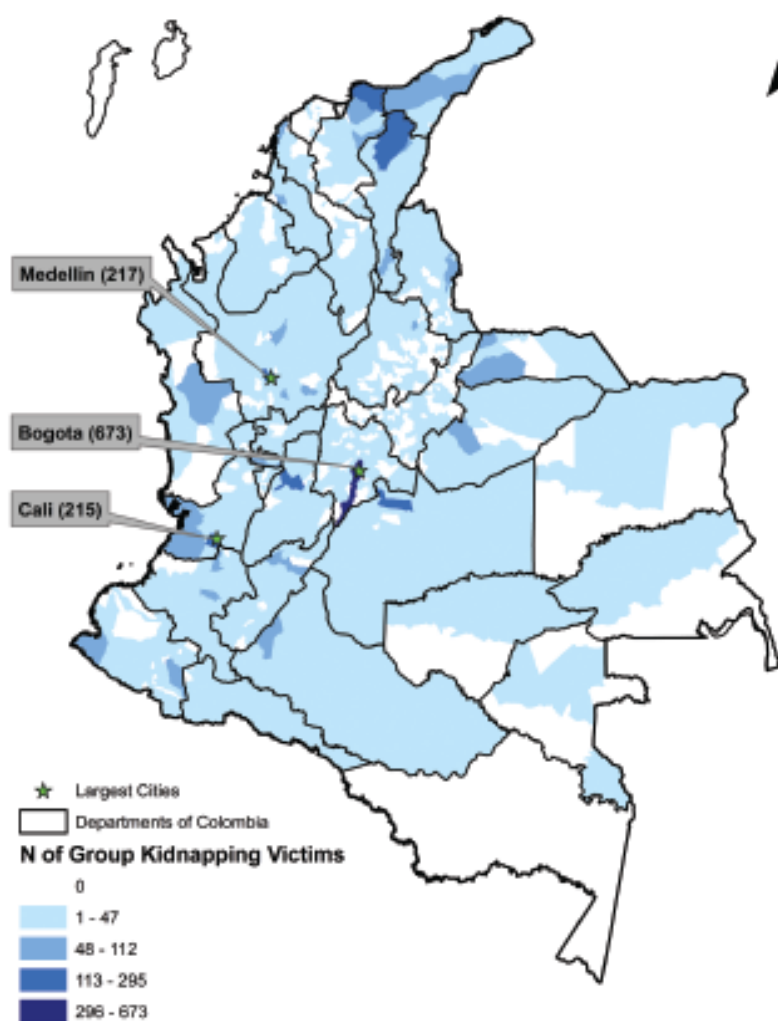 Medellin (217)
Bogota (673)
Cali (215)
Largest Cities
Departments of Colombia
N of Group Kidnapping Victims
0
1 - 47
48 - 112
113 - 295
296 - 673